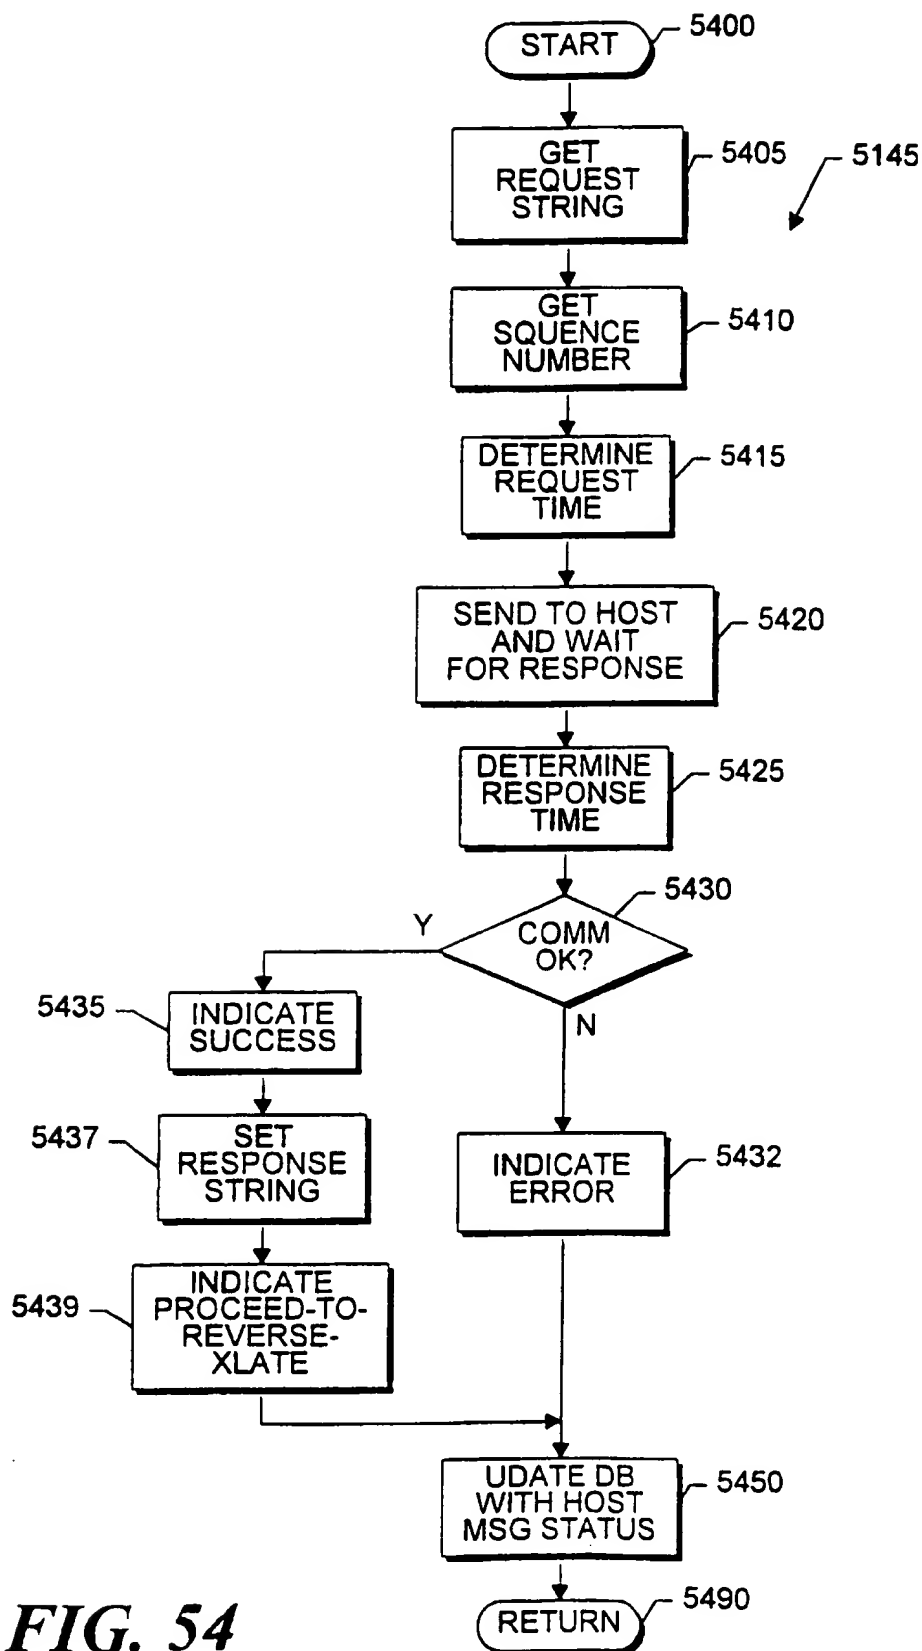 START
5400
GET
REQUEST
STRING
5405
5145
GET
SQUENCE
NUMBER
5410
DETERMINE
REQUEST
TIME
5415
SEND TO HOST
AND WAIT
FOR RESPONSE
5420
DETERMINE
RESPONSE
TIME
5425
COMM
OK?
5430
Y
N
5435
INDICATE
SUCCESS
5437
SET
RESPONSE
STRING
INDICATE
ERROR
5432
5439
INDICATE
PROCEED-TO-
REVERSE-
XLATE
UDATE DB
WITH HOST
MSG STATUS
5450
RETURN
5490
FIG. 54